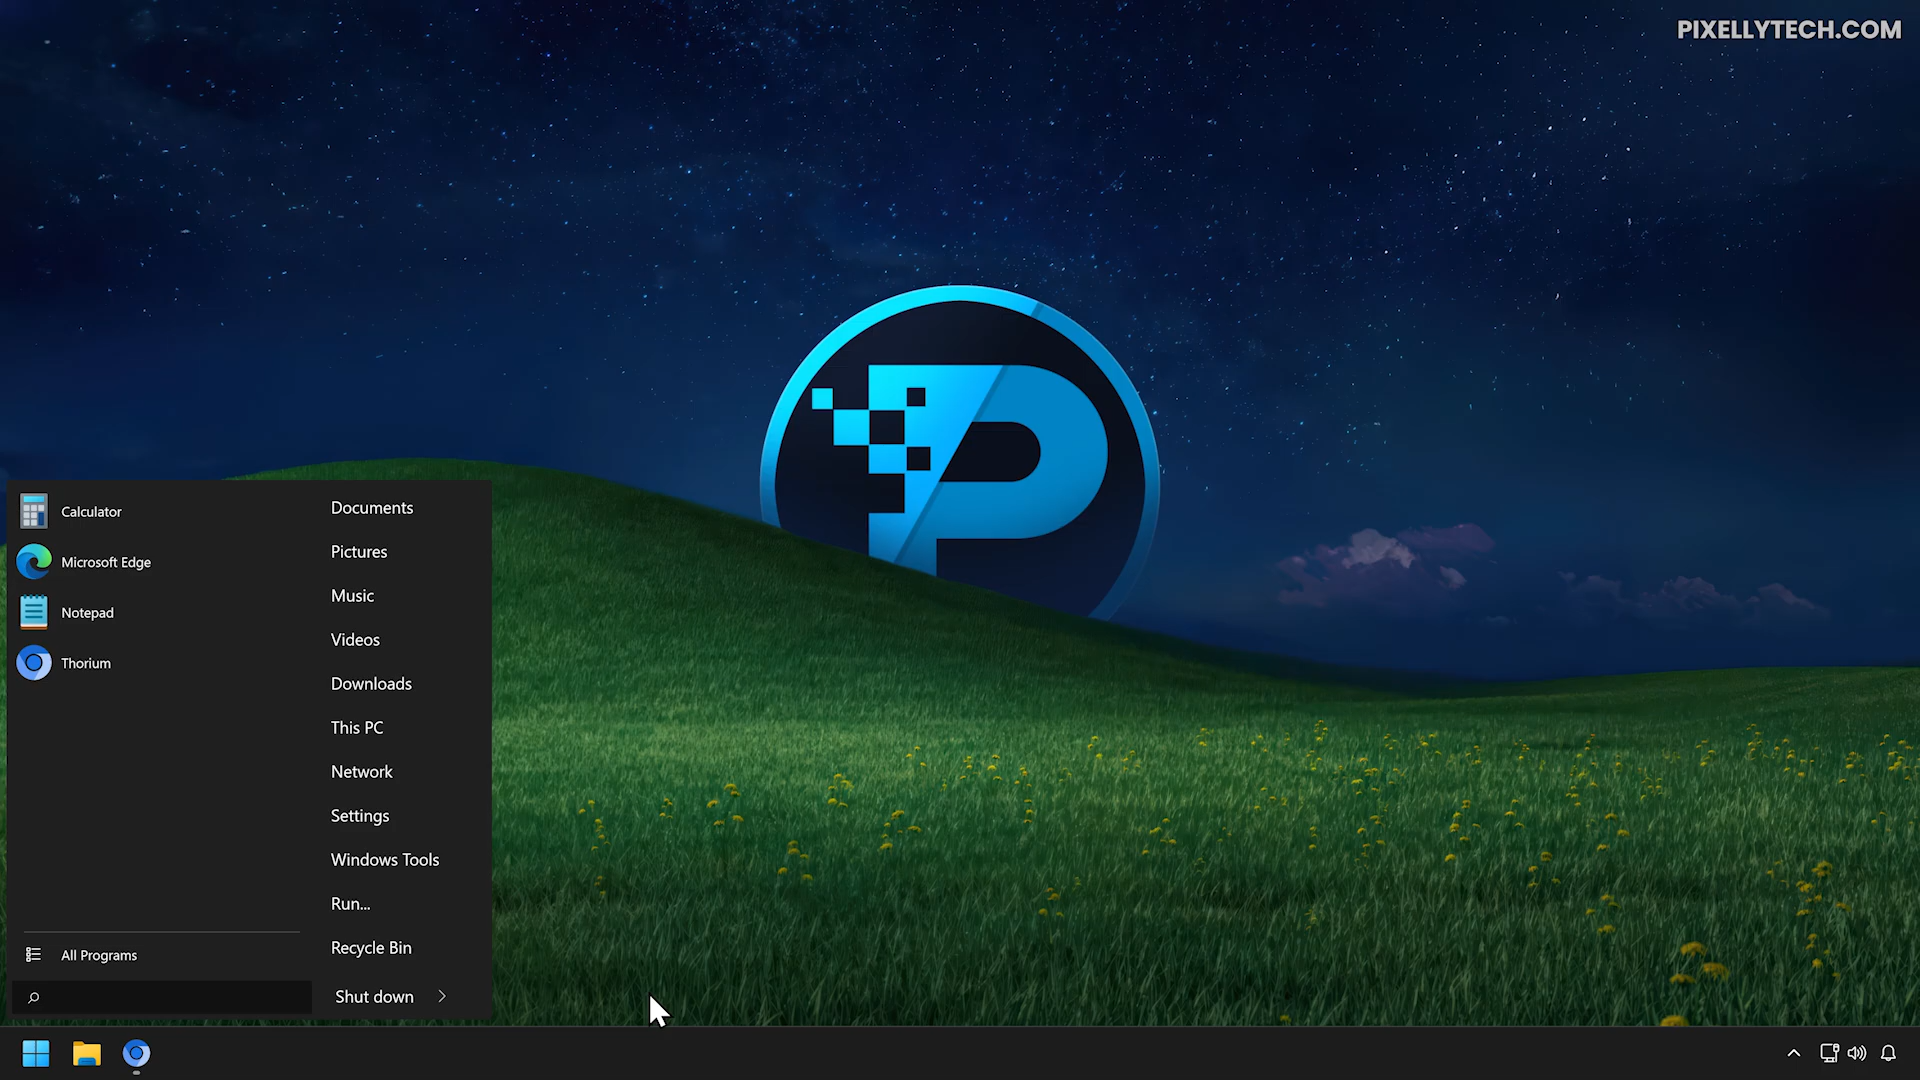 PIXELLYTECH.COM
Calculator
Microsoft Edge
Notepad
Thorium
All Programs
Documents
Pictures
Music
Videos
Downloads
This PC
Network
Settings
Windows Tools
Run...
Recycle Bin
Shut down